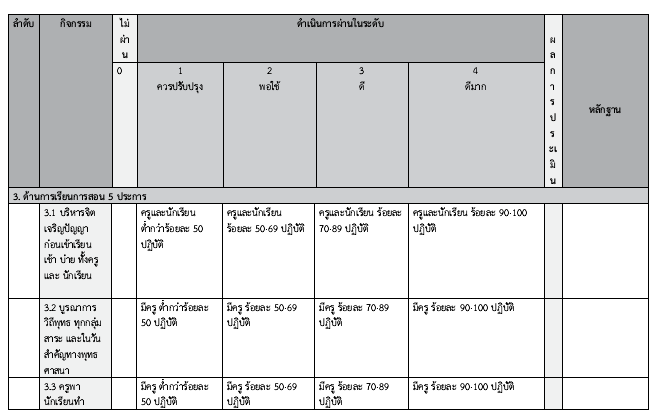 ลำดับ
กิจกรรม
ไม่
ผ่า
น
ดำเนินการผ่านในระดับ
ผ
ล
ก
า
ร
ป
ร
ะเ
มิ
น
หลักฐาน
0
1
ควรปรับปรุง
2
พอใช้
3
ดี
4
ดีมาก
3. ด้านการเรียนการสอน 5 ประการ
3.1 บริหารจิต
เจริญปัญญา
ก่อนเข้าเรียน
เช้า บ่าย ทั้งครู
และ นักเรียน
ครูและนักเรียน
ต่ำกว่าร้อยละ 50
ปฏิบัติ
ครูและนักเรียน
ร้อยละ 50-69 ปฏิบัติ
ครูและนักเรียน ร้อยละ
70-89 ปฏิบัติ
ครูและนักเรียน ร้อยละ 90-100
ปฏิบัติ
3.2 บูรณาการ
วิถีพุทธ ทุกกลุ่ม
สาระ และในวัน
สำคัญทางพุทธ
ศาสนา
มีครู ต่ำกว่าร้อยละ
50 ปฏิบัติ
มีครู ร้อยละ 50-69
ปฏิบัติ
มีครู ร้อยละ 70-89
ปฏิบัติ
มีครู ร้อยละ 90-100 ปฏิบัติ
3.3 ครูพา
นักเรียนทำ
มีครู ต่ำกว่าร้อยละ
50 ปฏิบัติ
มีครู ร้อยละ 50-69
ปฏิบัติ
มีครู ร้อยละ 70-89
ปฏิบัติ
มีครู ร้อยละ 90-100 ปฏิบัติ